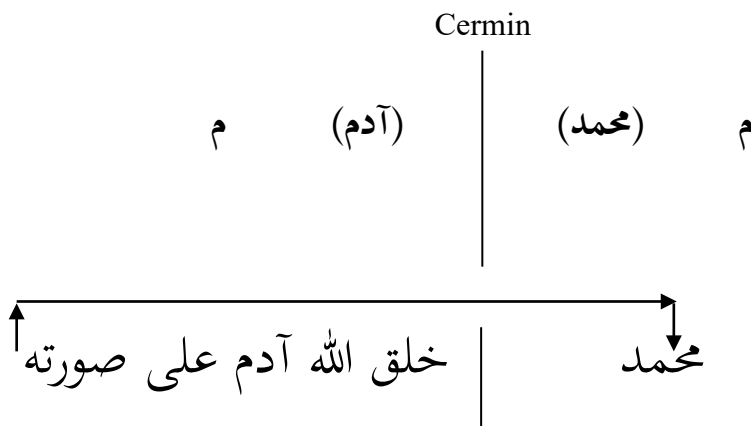 Cermin
م (محمد) (آدم) م
محمد خلق الله آدم على صورته